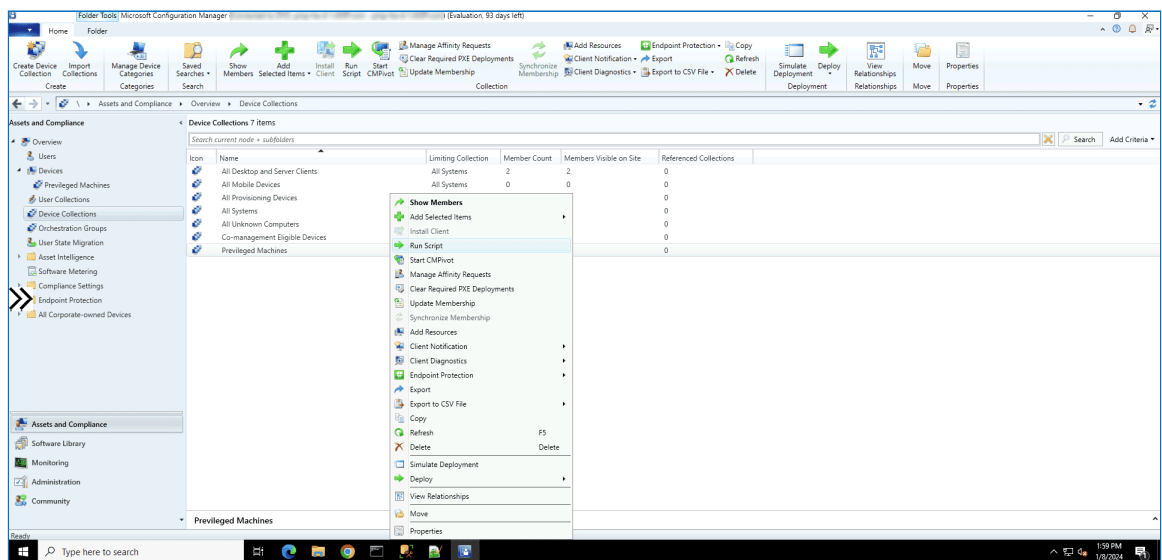 Folder Tools Microsoft Configuration Manager (Evaluation, 93 days left)
Home Folder
Create Device Collection
Import Collections
Create
Manage Device Categories
Categories
Saved Searches
Search
Show Members
Add Selected Items
Install Client
Run Script
Start CMPivot
Manage Affinity Requests
Clear Required PXE Deployments
Update Membership
Synchronize Membership
Add Resources
Client Notification
Client Diagnostics
Endpoint Protection
Export
Export to CSV File
Copy
Refresh
Delete
Collection
Simulate Deployment
Deploy
Deployment
View Relationships
Relationships
Move
Move
Properties
Properties
\ Assets and Compliance Overview Device Collections
Assets and Compliance
Overview
Users
Devices
Previleged Machines
User Collections
Device Collections
Orchestration Groups
User State Migration
Asset Intelligence
Software Metering
Compliance Settings
Endpoint Protection
All Corporate-owned Devices
Assets and Compliance
Software Library
Monitoring
Administration
Community
Device Collections 7 items
Search current node + subfolders
Search Add Criteria
Icon Name Limiting Collection Member Count Members Visible on Site Referenced Collections
All Desktop and Server Clients All Systems 2 2 0
All Mobile Devices All Systems 0 0 0
All Provisioning Devices 0 0
All Systems 0
All Unknown Computers 0
Co-management Eligible Devices 0
Previleged Machines 0
Show Members
Add Selected Items
Install Client
Run Script
Start CMPivot
Manage Affinity Requests
Clear Required PXE Deployments
Update Membership
Synchronize Membership
Add Resources
Client Notification
Client Diagnostics
Endpoint Protection
Export
Export to CSV File
Copy
Refresh F5
Delete Delete
Simulate Deployment
Deploy
View Relationships
Move
Properties
Previleged Machines
Ready
Type here to search
1:59 PM
1/8/2024